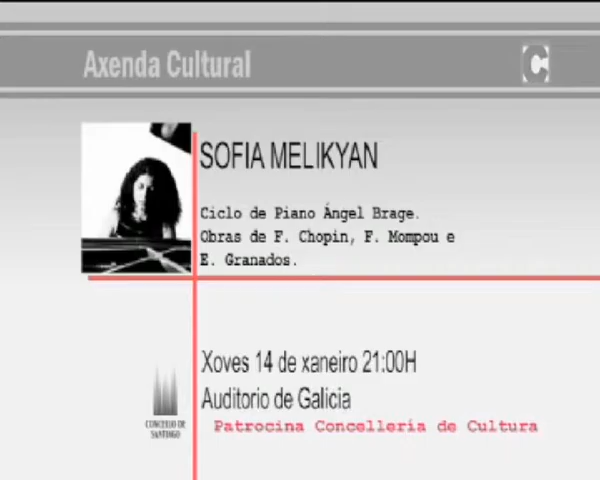 Axenda Cultural
C
SOFIA MELIKYAN
Ciclo de Piano Ángel Brage.
Obras de F. Chopin, F. Mompou e
E. Granados.
Xoves 14 de xaneiro 21:00H
Auditorio de Galicia
CONCELLO DE
SANTIAGO
Patrocina Concellería de Cultura